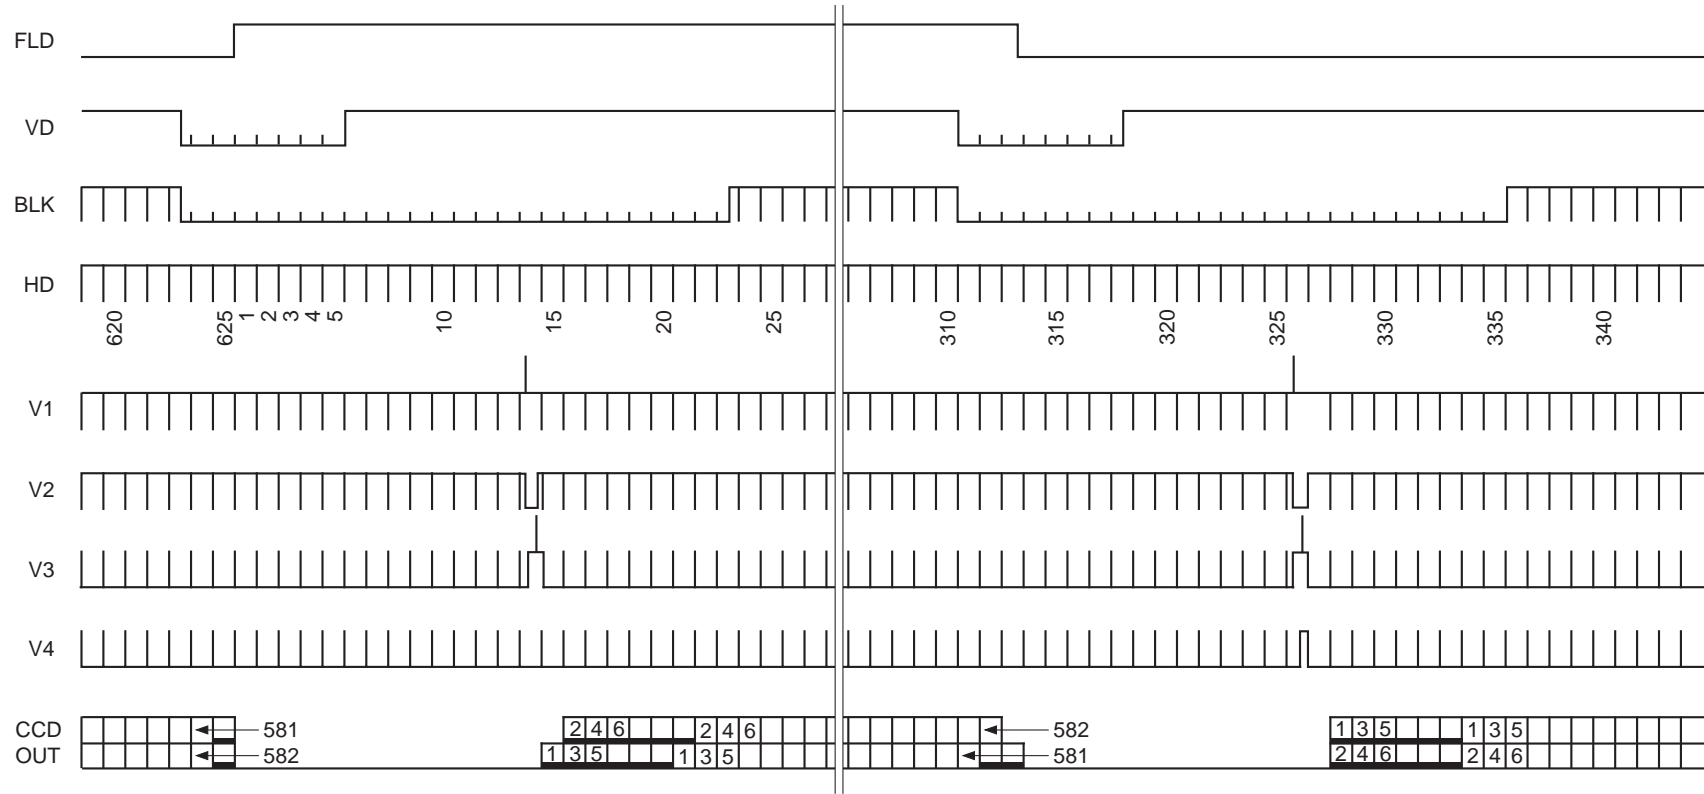 FLD
VD
BLK
HD
620 625 1 2 3 4 5 10 15 20 25 310 315 320 325 330 335 340
V1
V2
V3
V4
CCD 581 2 4 6 2 4 6 582 1 3 5 1 3 5
OUT 582 1 3 5 1 3 5 581 2 4 6 2 4 6